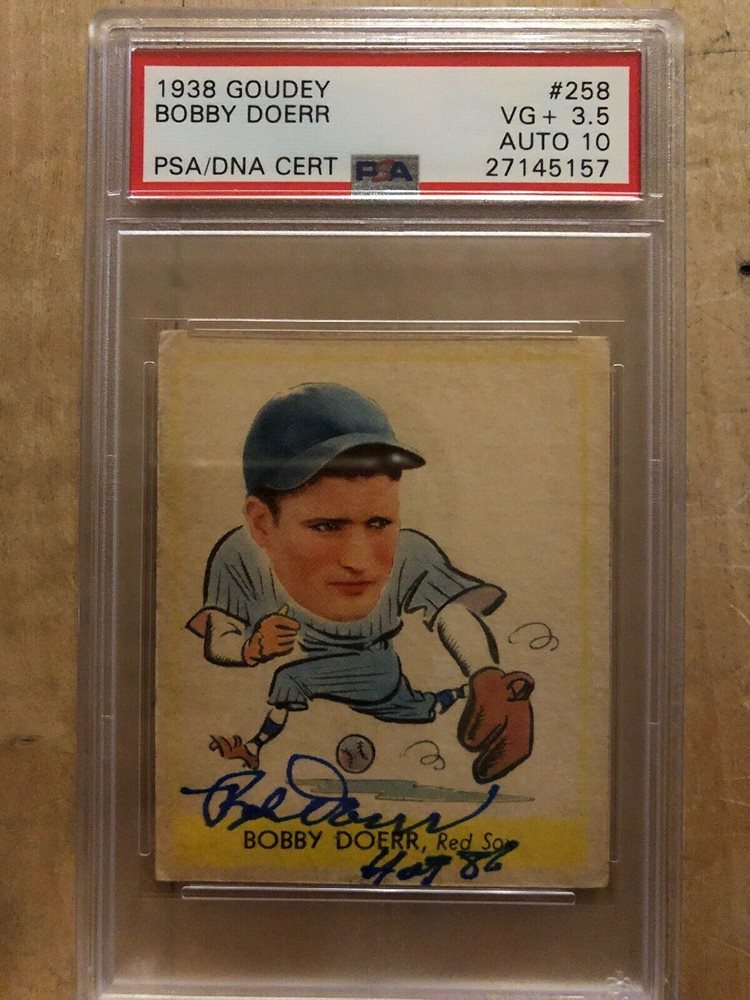 1938 GOUDEY #258
BOBBY DOERR VG+ 3.5
AUTO 10
PSA/DNA CERT PSA 27145157
Bob Doerr
BOBBY DOERR, Red Sox
Hof 86